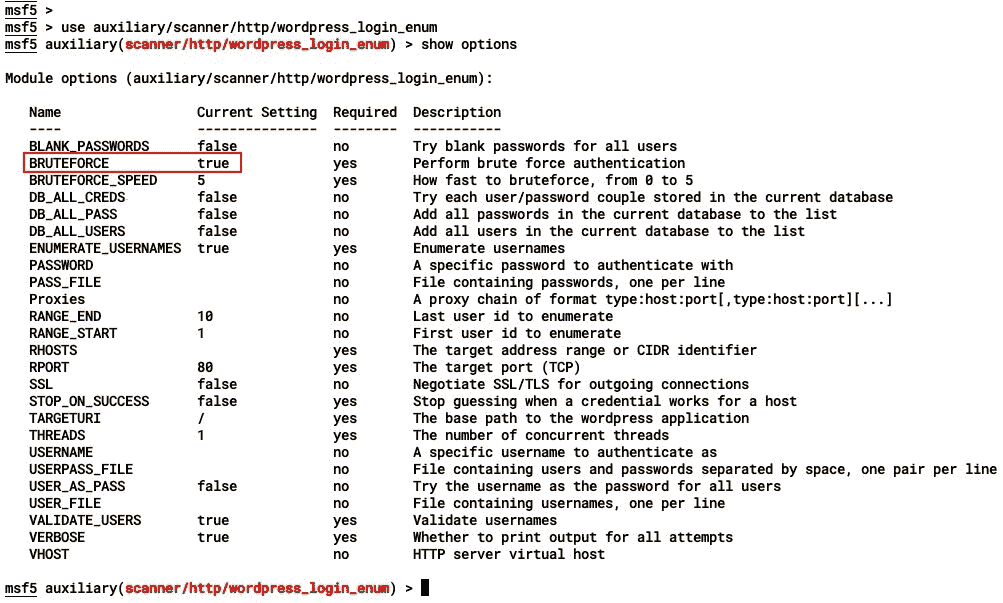 msf5 >
msf5 > use auxiliary/scanner/http/wordpress_login_enum
msf5 auxiliary(scanner/http/wordpress_login_enum) > show options
Module options (auxiliary/scanner/http/wordpress_login_enum):
Name Current Setting Required Description
---- --------------- -------- -----------
BLANK_PASSWORDS false no Try blank passwords for all users
BRUTEFORCE true yes Perform brute force authentication
BRUTEFORCE_SPEED 5 yes How fast to bruteforce, from 0 to 5
DB_ALL_CREDS false no Try each user/password couple stored in the current database
DB_ALL_PASS false no Add all passwords in the current database to the list
DB_ALL_USERS false no Add all users in the current database to the list
ENUMERATE_USERNAMES true yes Enumerate usernames
PASSWORD no A specific password to authenticate with
PASS_FILE no File containing passwords, one per line
Proxies no A proxy chain of format type:host:port[,type:host:port][...]
RANGE_END 10 no Last user id to enumerate
RANGE_START 1 no First user id to enumerate
RHOSTS yes The target address range or CIDR identifier
RPORT 80 yes The target port (TCP)
SSL false no Negotiate SSL/TLS for outgoing connections
STOP_ON_SUCCESS false yes Stop guessing when a credential works for a host
TARGETURI / yes The base path to the wordpress application
THREADS 1 yes The number of concurrent threads
USERNAME no A specific username to authenticate as
USERPASS_FILE no File containing users and passwords separated by space, one pair per line
USER_AS_PASS false no Try the username as the password for all users
USER_FILE no File containing usernames, one per line
VALIDATE_USERS true yes Validate usernames
VERBOSE true yes Whether to print output for all attempts
VHOST no HTTP server virtual host
msf5 auxiliary(scanner/http/wordpress_login_enum) >